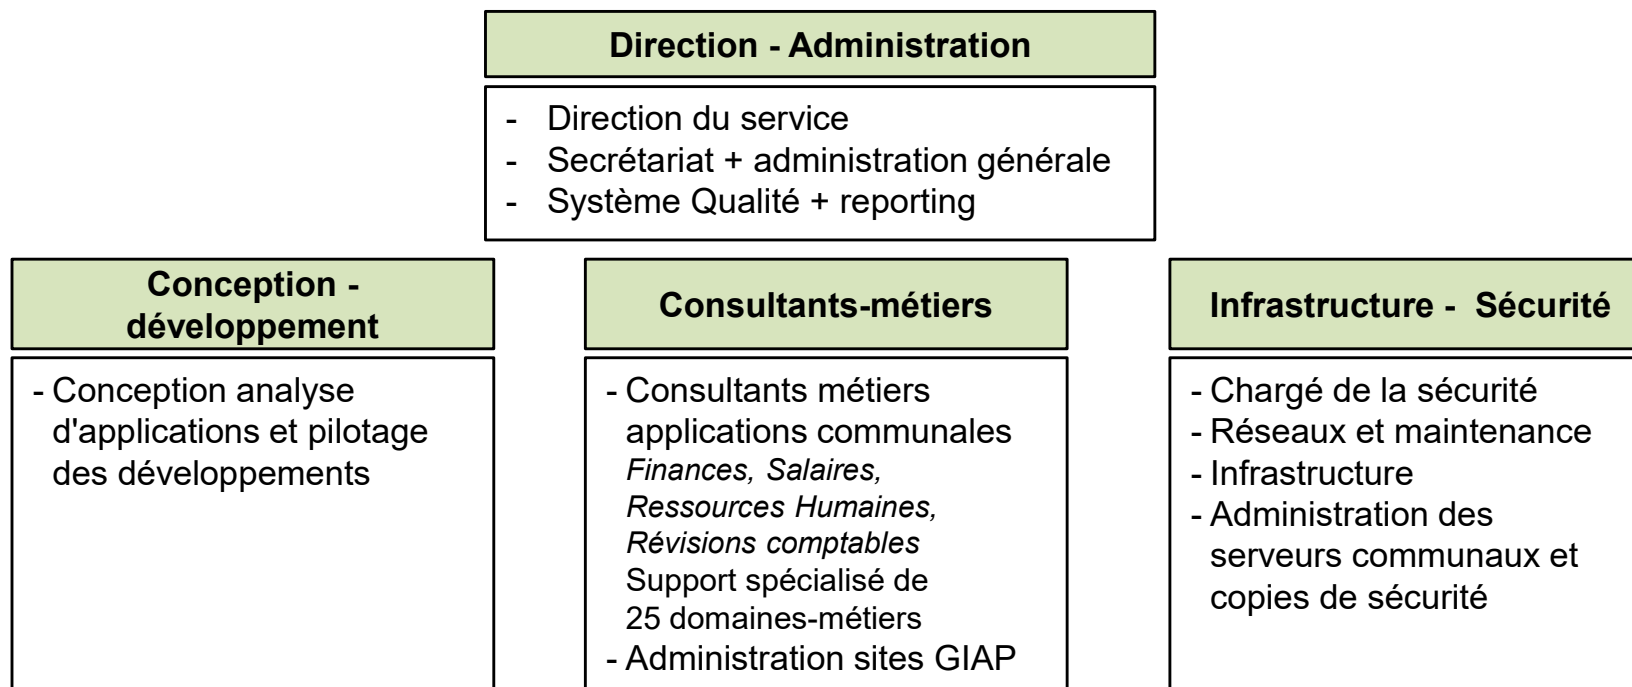 Direction - Administration
- Direction du service
- Secrétariat + administration générale
- Système Qualité + reporting
Conception -
développement
- Conception analyse
d'applications et pilotage
des développements
Consultants-métiers
- Consultants métiers
applications communales
Finances, Salaires,
Ressources Humaines,
Révisions comptables
Support spécialisé de
25 domaines-métiers
- Administration sites GIAP
Infrastructure - Sécurité
- Chargé de la sécurité
- Réseaux et maintenance
- Infrastructure
- Administration des
serveurs communaux et
copies de sécurité